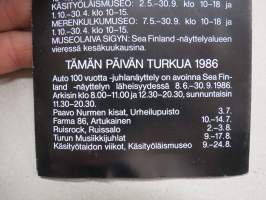 KÄSITYÖLÄISMUSEO: 2.5.-30.9. klo 10-18 ja
1.10.-30.4. klo 10-15.
MERENKULKUMUSEO: 2.5.-30.9. klo 10-18 ja
1.10.-30.4. klo 10-15.
MUSEOLAIVA SIGYN: Sea Finland -näyttelyalueen
vieressä kesäkuukausina.
TÄMÄN PÄIVÄN TURKUA 1986
Auto 100 vuotta -juhlanäyttely on avoinna Sea Fin-
land -näyttelyn läheisyydessä 8.6.-30.9.1986.
Arkisin klo 8.00-11.00 ja 12.30-20.30, sunnuntaisin
11.30-20.30.
Paavo Nurmen kisat, Urheilupuisto 3.7.
Farma 86, Artukainen 10.-14.7.
Ruisrock, Ruissalo 2.-3.8.
Turun Musiikkijuhlat 9.-17.8.
Käsityötaidon viikot, Käsityöläismuseo 9.-24.8.